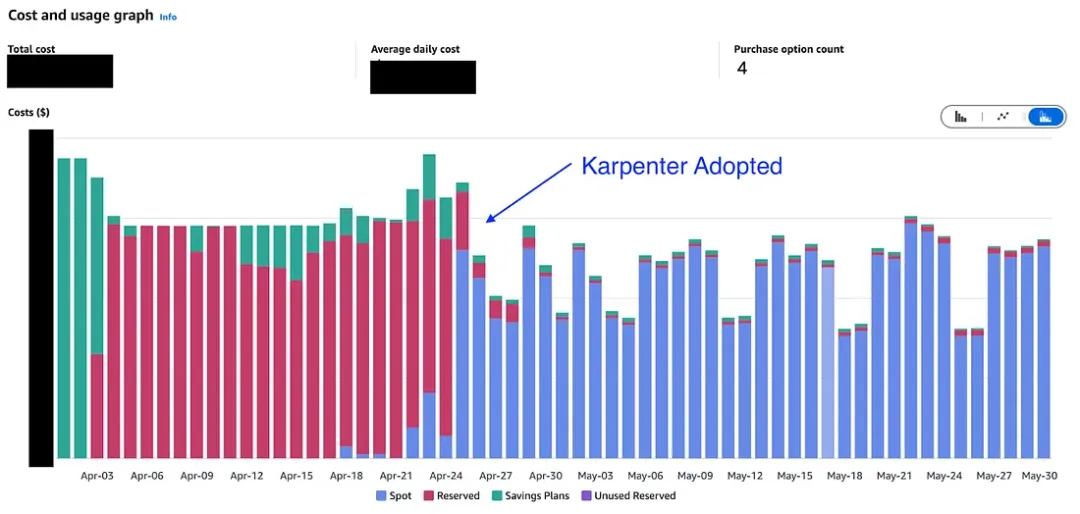 Cost and usage graph Info
Total cost
Average daily cost
Purchase option count
4
Costs ($)
Karpenter Adopted
Apr-03 Apr-06 Apr-09 Apr-12 Apr-15 Apr-18 Apr-21 Apr-24 Apr-27 Apr-30 May-03 May-06 May-09 May-12 May-15 May-18 May-21 May-24 May-27 May-30
Spot Reserved Savings Plans Unused Reserved